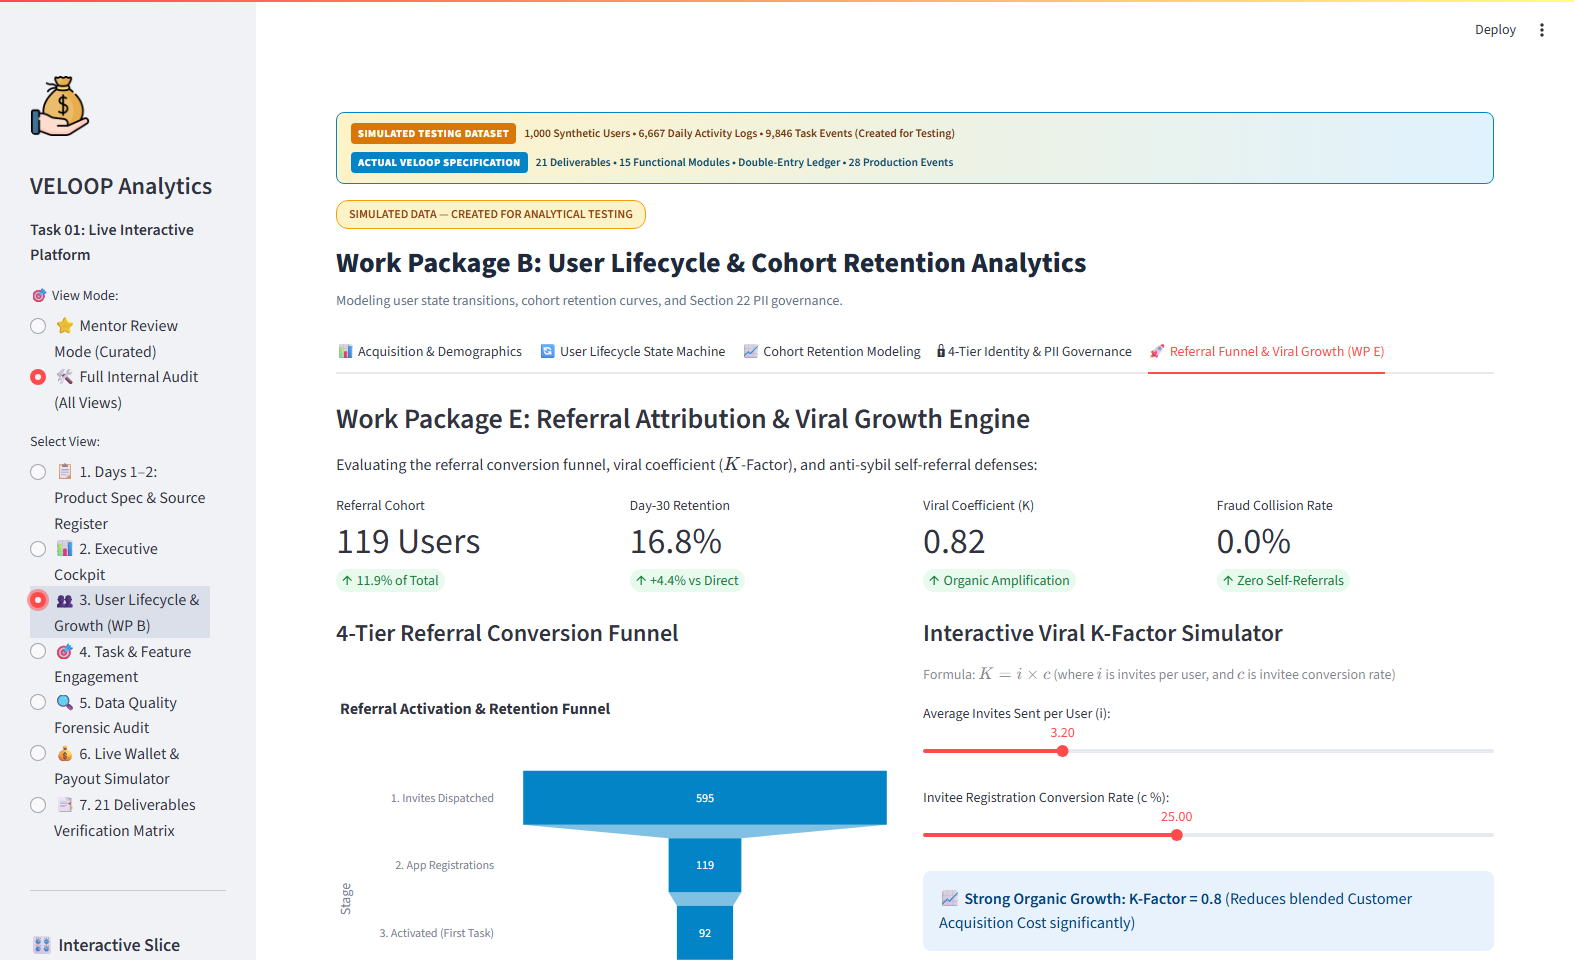 Deploy
VELOOP Analytics
Task 01: Live Interactive
Platform
View Mode:
Mentor Review
Mode (Curated)
Full Internal Audit
(All Views)
Select View:
1. Days 1–2:
Product Spec & Source
Register
2. Executive
Cockpit
3. User Lifecycle &
Growth (WP B)
4. Task & Feature
Engagement
5. Data Quality
Forensic Audit
6. Live Wallet &
Payout Simulator
7. 21 Deliverables
Verification Matrix
Interactive Slice
SIMULATED TESTING DATASET 1,000 Synthetic Users • 6,667 Daily Activity Logs • 9,846 Task Events (Created for Testing)
ACTUAL VELOOP SPECIFICATION 21 Deliverables • 15 Functional Modules • Double-Entry Ledger • 28 Production Events
SIMULATED DATA — CREATED FOR ANALYTICAL TESTING
Work Package B: User Lifecycle & Cohort Retention Analytics
Modeling user state transitions, cohort retention curves, and Section 22 PII governance.
Acquisition & Demographics User Lifecycle State Machine Cohort Retention Modeling 4-Tier Identity & PII Governance Referral Funnel & Viral Growth (WP E)
Work Package E: Referral Attribution & Viral Growth Engine
Evaluating the referral conversion funnel, viral coefficient (K-Factor), and anti-sybil self-referral defenses:
Referral Cohort
119 Users
↑ 11.9% of Total
Day-30 Retention
16.8%
↑ +4.4% vs Direct
Viral Coefficient (K)
0.82
↑ Organic Amplification
Fraud Collision Rate
0.0%
↑ Zero Self-Referrals
4-Tier Referral Conversion Funnel
Referral Activation & Retention Funnel
1. Invites Dispatched 595
2. App Registrations 119
Stage
3. Activated (First Task) 92
Interactive Viral K-Factor Simulator
Formula: K = i × c (where i is invites per user, and c is invitee conversion rate)
Average Invites Sent per User (i):
3.20
Invitee Registration Conversion Rate (c %):
25.00
Strong Organic Growth: K-Factor = 0.8 (Reduces blended Customer
Acquisition Cost significantly)